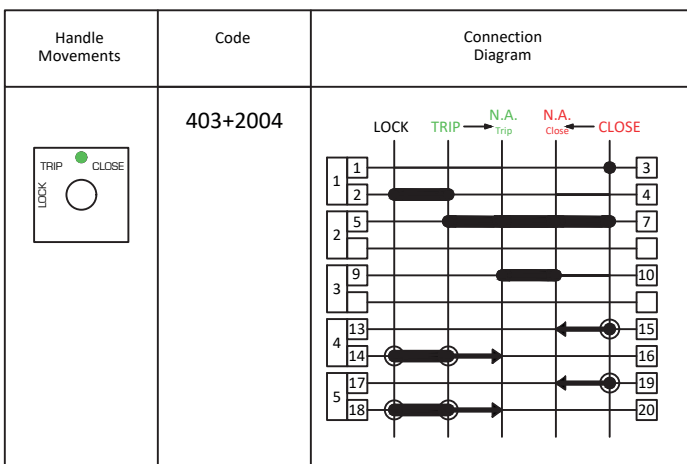 Handle
Movements
Code
Connection
Diagram
TRIP
CLOSE
LOCK
403+2004
LOCK
TRIP
N.A.
Trip
N.A.
Close
CLOSE
1
1
3
2
4
2
5
7
3
9
10
4
13
15
14
16
5
17
19
18
20